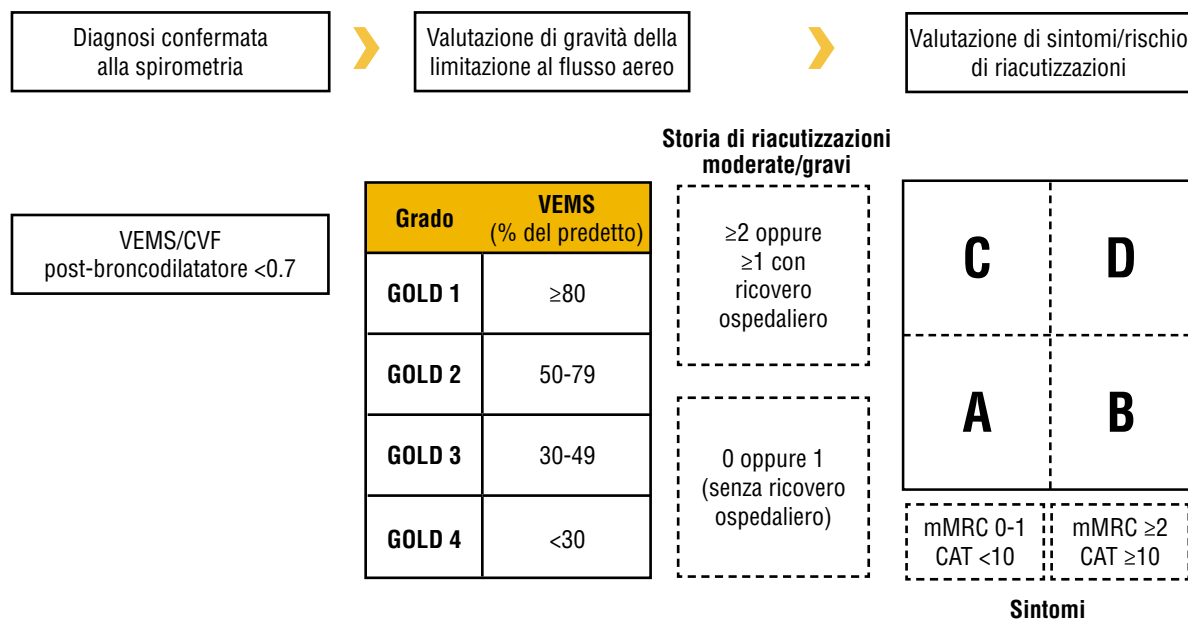 Diagnosi confermata
alla spirometria
Valutazione di gravità della
limitazione al flusso aereo
Valutazione di sintomi/rischio
di riacutizzazioni
VEMS/CVF
post-broncodilatatore <0.7
Grado
VEMS
(% del predetto)
GOLD 1
≥80
GOLD 2
50-79
GOLD 3
30-49
GOLD 4
<30
Storia di riacutizzazioni
moderate/gravi
≥2 oppure
≥1 con
ricovero
ospedaliero
0 oppure 1
(senza ricovero
ospedaliero)
C
D
A
B
mMRC 0-1
CAT <10
mMRC ≥2
CAT ≥10
Sintomi